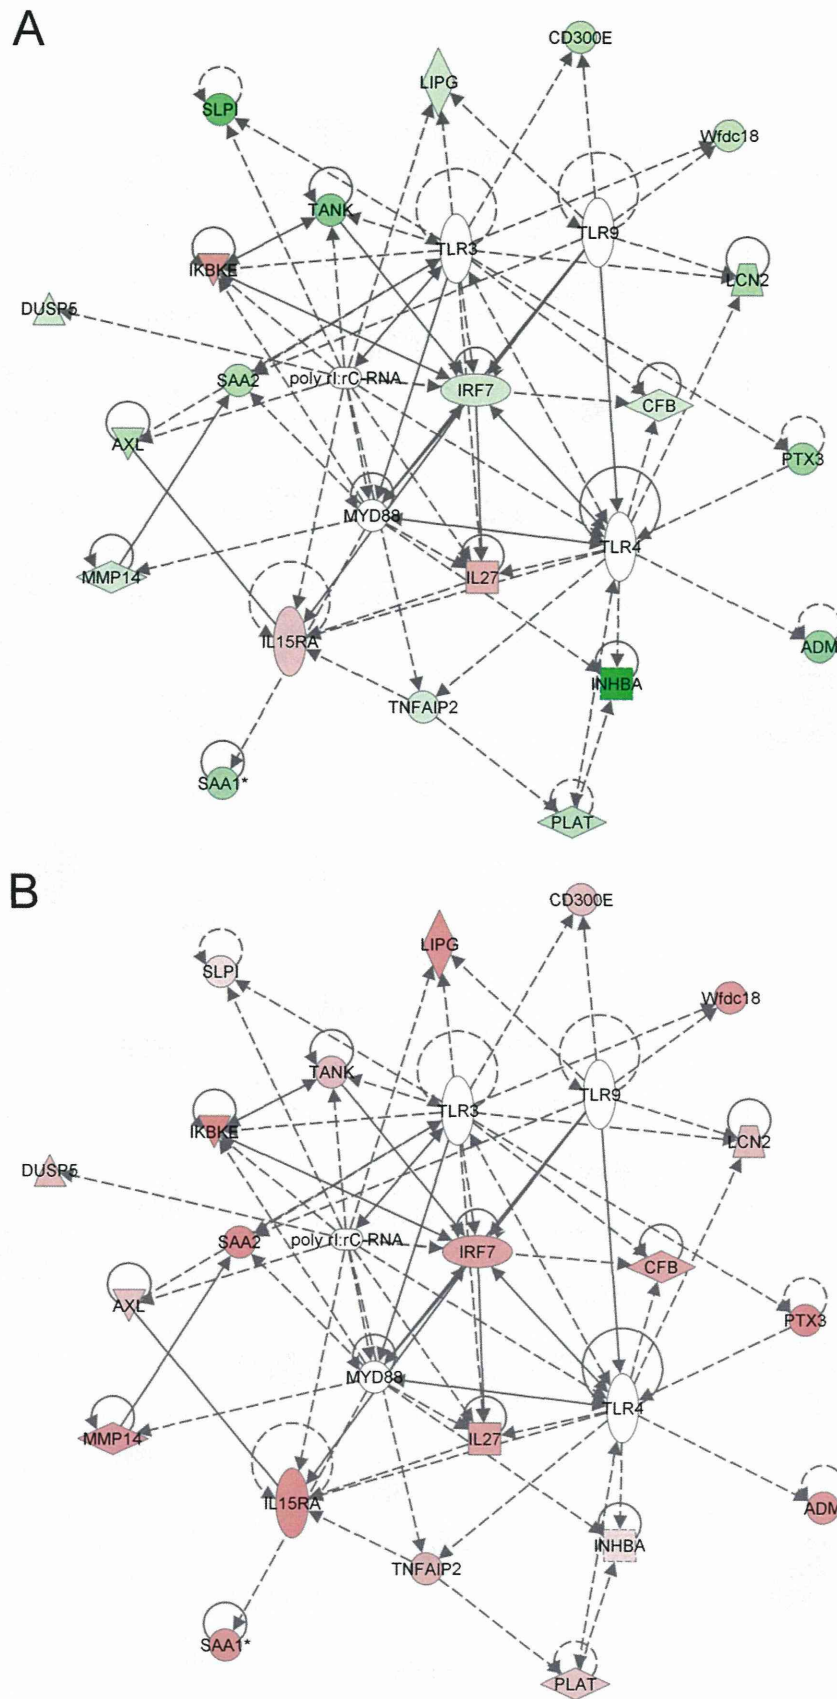 A
CD300E
LIPG
SLPI
Wfdc18
TANK
TLR9
TLR3
IKBKE
LCN2
DUSP5
SAA2
poly rI:rC-RNA
IRF7
CFB
AXL
PTX3
MYD88
TLR4
MMP14
IL27
IL15RA
ADM
INHBA
TNFAIP2
SAA1*
PLAT
B
CD300E
LIPG
SLPI
Wfdc18
TANK
TLR9
TLR3
IKBKE
LCN2
DUSP5
SAA2
poly rI:rC-RNA
IRF7
CFB
AXL
PTX3
MYD88
TLR4
MMP14
IL27
IL15RA
ADM
INHBA
TNFAIP2
SAA1*
PLAT